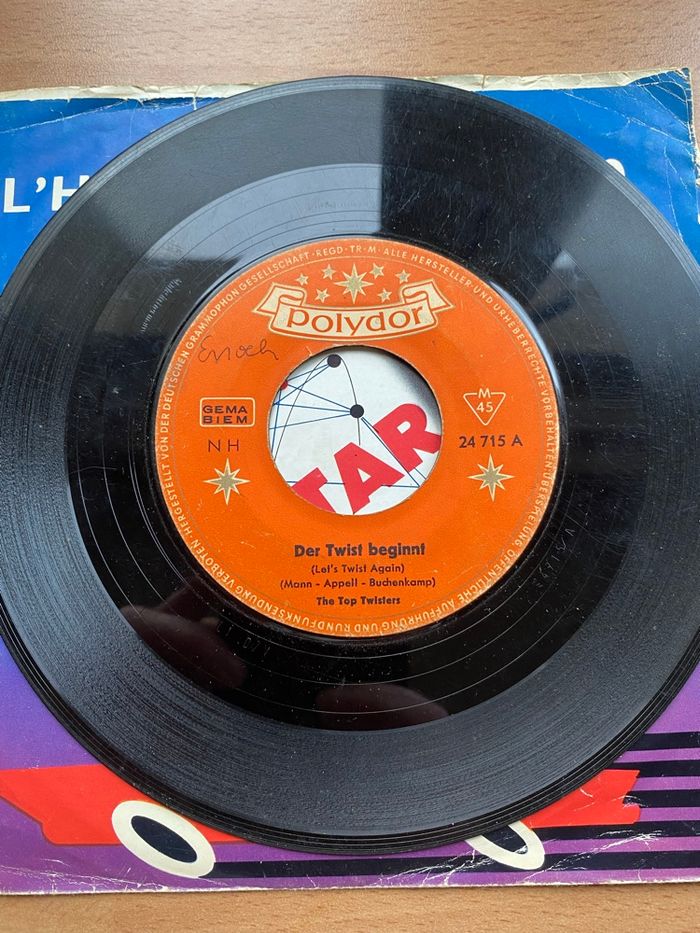 L'H
HERGESTELLT VON DER DEUTSCHEN GRAMMOPHON GESELLSCHAFT · REGD·TR·M · ALLE HERSTELLER- UND URHEBERRECHTE VORBEHALTEN
ÜBERSPIELUNG, ÖFFENTLICHE AUFFÜHRUNG UND RUNDFUNKSENDUNG VERBOTEN
Polydor
Enoch
GEMA
BIEM
NH
M
45
24 715 A
TAR
Der Twist beginnt
(Let's Twist Again)
(Mann - Appell - Buchenkamp)
The Top Twisters